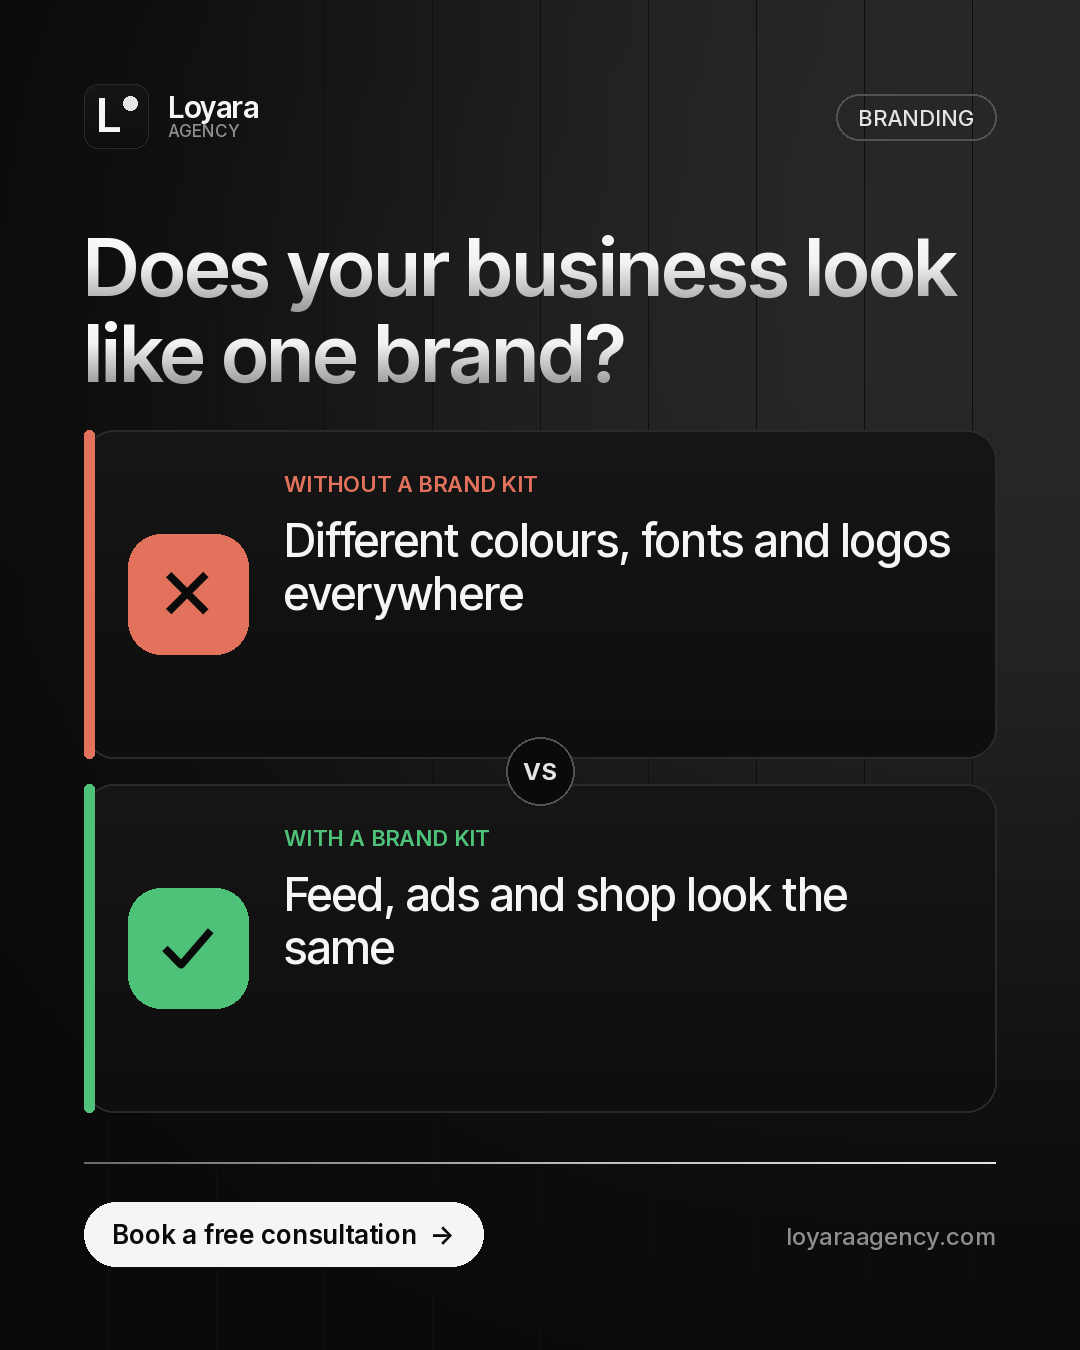 Loyara
AGENCY
BRANDING
Does your business look
like one brand?
WITHOUT A BRAND KIT
Different colours, fonts and logos
everywhere
VS
WITH A BRAND KIT
Feed, ads and shop look the
same
Book a free consultation →
loyaraagency.com